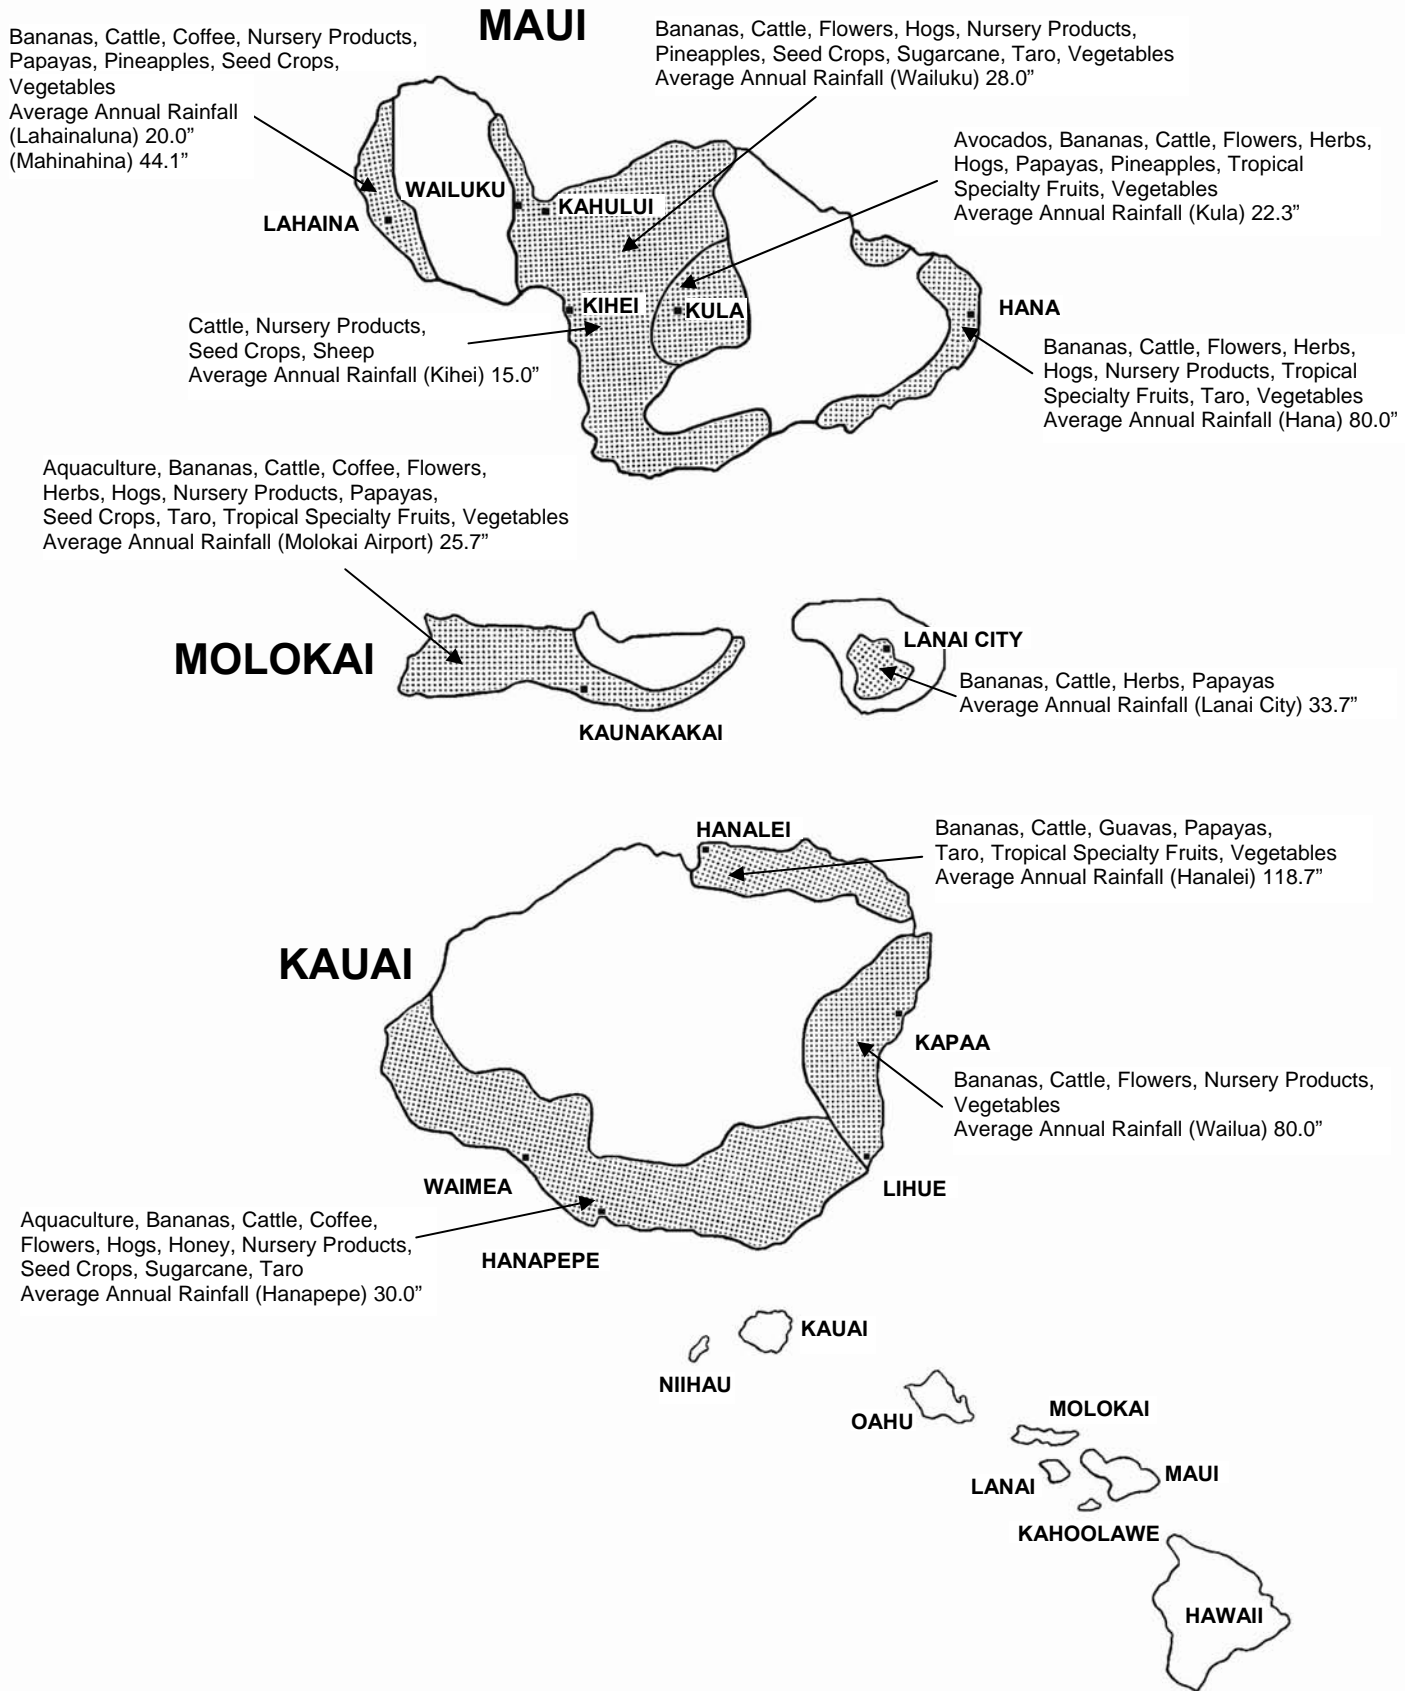 MAUI
Bananas, Cattle, Coffee, Nursery Products,
Papayas, Pineapples, Seed Crops,
Vegetables
Average Annual Rainfall
(Lahainaluna) 20.0”
(Mahinahina) 44.1”
Bananas, Cattle, Flowers, Hogs, Nursery Products,
Pineapples, Seed Crops, Sugarcane, Taro, Vegetables
Average Annual Rainfall (Wailuku) 28.0”
Avocados, Bananas, Cattle, Flowers, Herbs,
Hogs, Papayas, Pineapples, Tropical
Specialty Fruits, Vegetables
Average Annual Rainfall (Kula) 22.3”
WAILUKU
KAHULUI
LAHAINA
KIHEI
KULA
HANA
Cattle, Nursery Products,
Seed Crops, Sheep
Average Annual Rainfall (Kihei) 15.0”
Bananas, Cattle, Flowers, Herbs,
Hogs, Nursery Products, Tropical
Specialty Fruits, Taro, Vegetables
Average Annual Rainfall (Hana) 80.0”
Aquaculture, Bananas, Cattle, Coffee, Flowers,
Herbs, Hogs, Nursery Products, Papayas,
Seed Crops, Taro, Tropical Specialty Fruits, Vegetables
Average Annual Rainfall (Molokai Airport) 25.7”
MOLOKAI
KAUNAKAKAI
LANAI CITY
Bananas, Cattle, Herbs, Papayas
Average Annual Rainfall (Lanai City) 33.7”
HANALEI
Bananas, Cattle, Guavas, Papayas,
Taro, Tropical Specialty Fruits, Vegetables
Average Annual Rainfall (Hanalei) 118.7”
KAUAI
KAPAA
Bananas, Cattle, Flowers, Nursery Products,
Vegetables
Average Annual Rainfall (Wailua) 80.0”
WAIMEA
LIHUE
Aquaculture, Bananas, Cattle, Coffee,
Flowers, Hogs, Honey, Nursery Products,
Seed Crops, Sugarcane, Taro
Average Annual Rainfall (Hanapepe) 30.0”
HANAPEPE
KAUAI
NIIHAU
OAHU
MOLOKAI
LANAI
MAUI
KAHOOLAWE
HAWAII